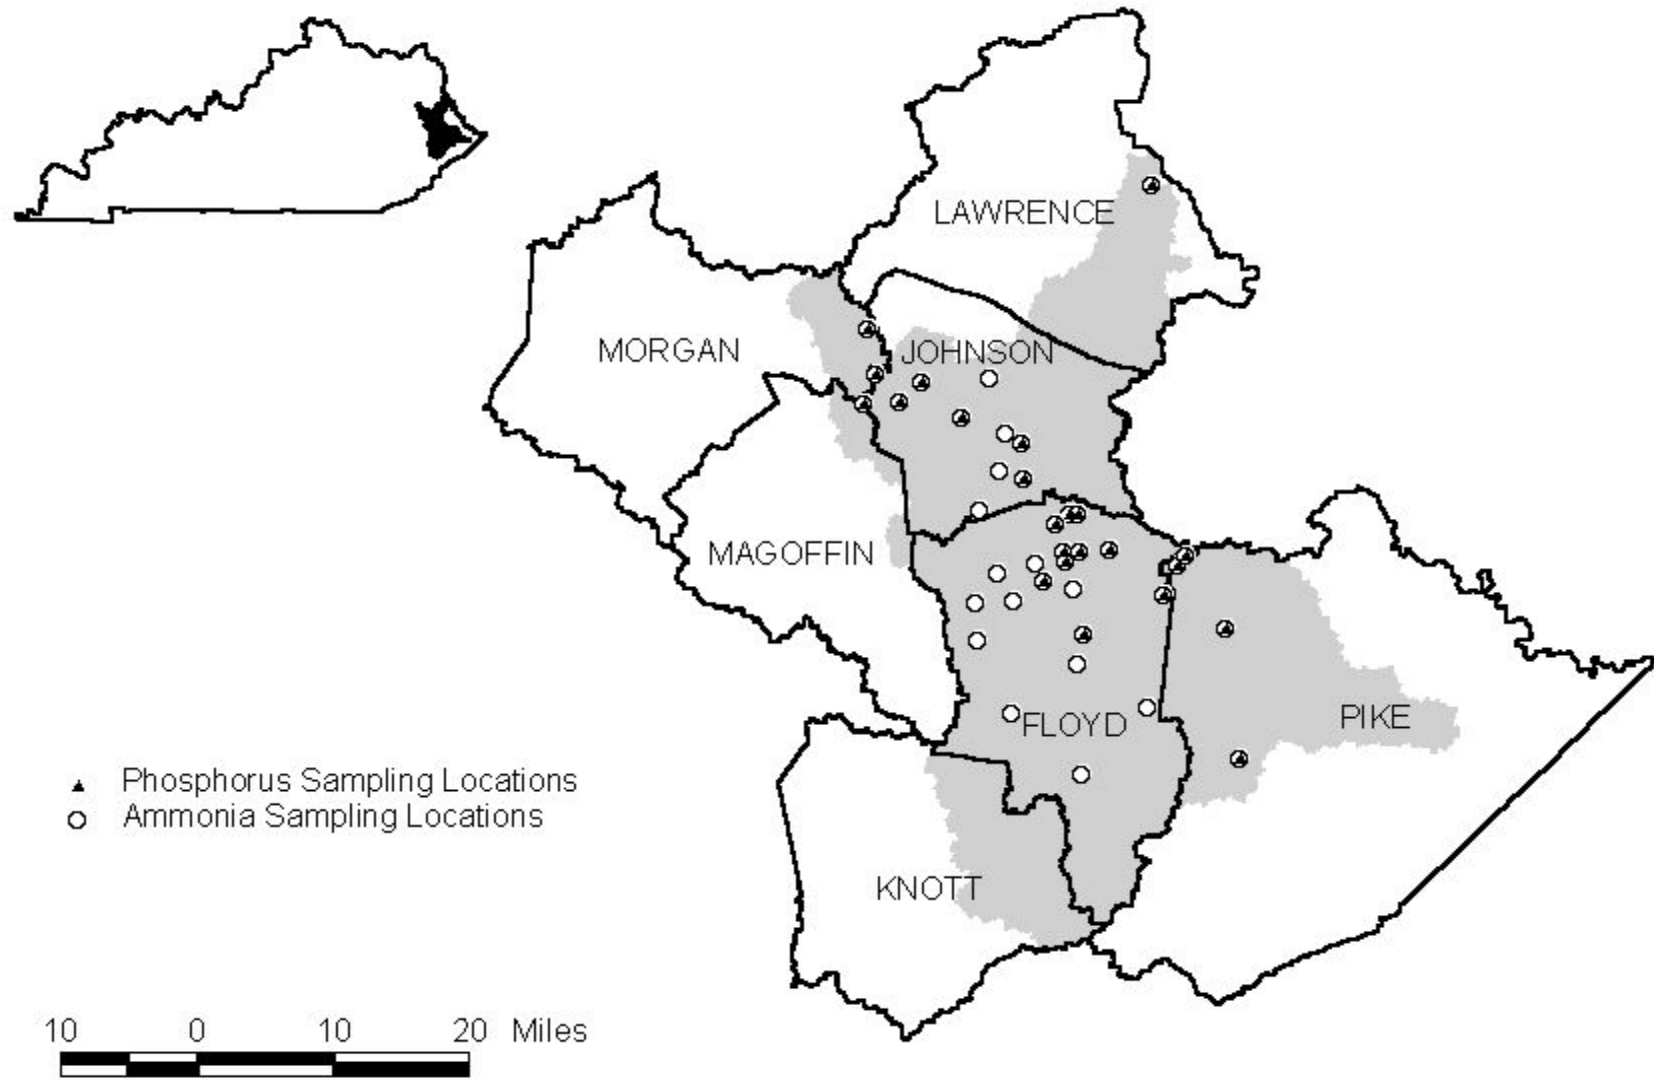 LAWRENCE
MORGAN
JOHNSON
MAGOFFIN
FLOYD
PIKE
Phosphorus Sampling Locations
Ammonia Sampling Locations
KNOTT
10 0 10 20 Miles